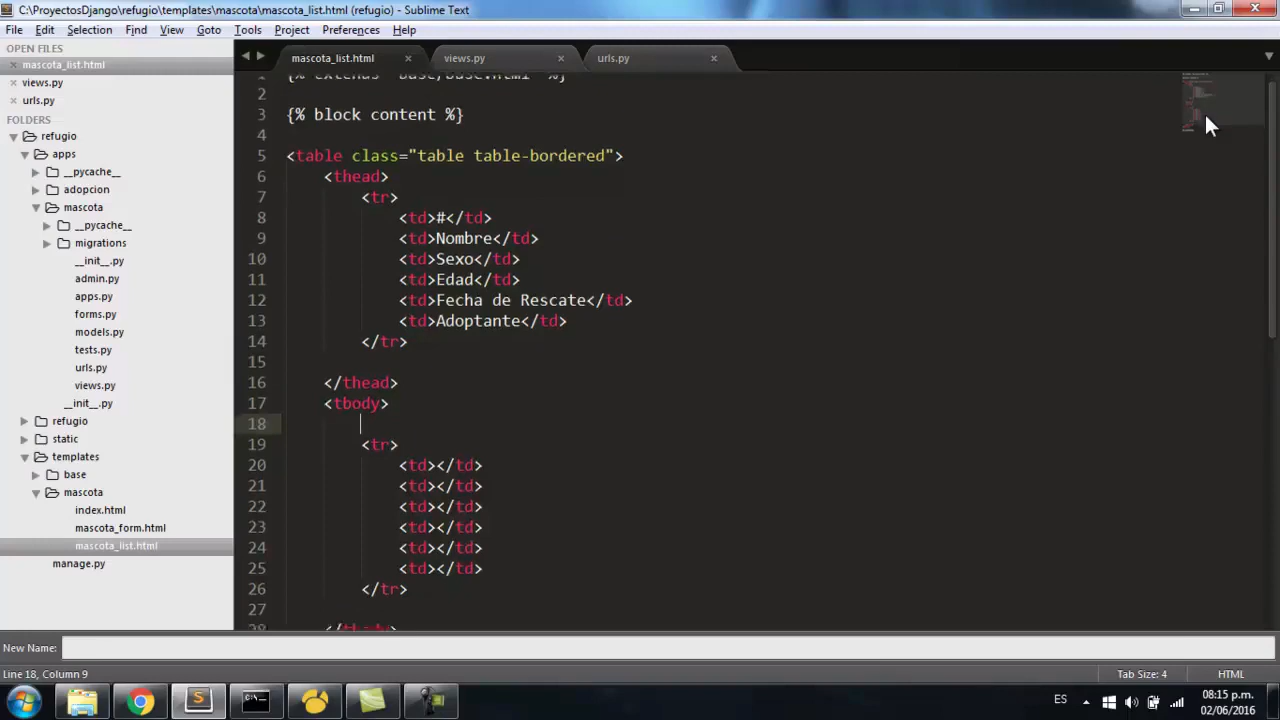 C:\ProyectosDjango\refugio\templates\mascota\mascota_list.html (refugio) - Sublime Text
File Edit Selection Find View Goto Tools Project Preferences Help
OPEN FILES
mascota_list.html
views.py
urls.py
FOLDERS
refugio
apps
__pycache__
adopcion
mascota
__pycache__
migrations
__init__.py
admin.py
apps.py
forms.py
models.py
tests.py
urls.py
views.py
__init__.py
refugio
static
templates
base
mascota
index.html
mascota_form.html
mascota_list.html
manage.py
mascota_list.html views.py urls.py
1 {% extends 'base/base.html' %}
2
3 {% block content %}
4
5 <table class="table table-bordered">
6 <thead>
7 <tr>
8 <td>#</td>
9 <td>Nombre</td>
10 <td>Sexo</td>
11 <td>Edad</td>
12 <td>Fecha de Rescate</td>
13 <td>Adoptante</td>
14 </tr>
15
16 </thead>
17 <tbody>
18
19 <tr>
20 <td></td>
21 <td></td>
22 <td></td>
23 <td></td>
24 <td></td>
25 <td></td>
26 </tr>
27
28 </tbody>
New Name:
Line 18, Column 9 Tab Size: 4 HTML
ES 08:15 p.m.
02/06/2016